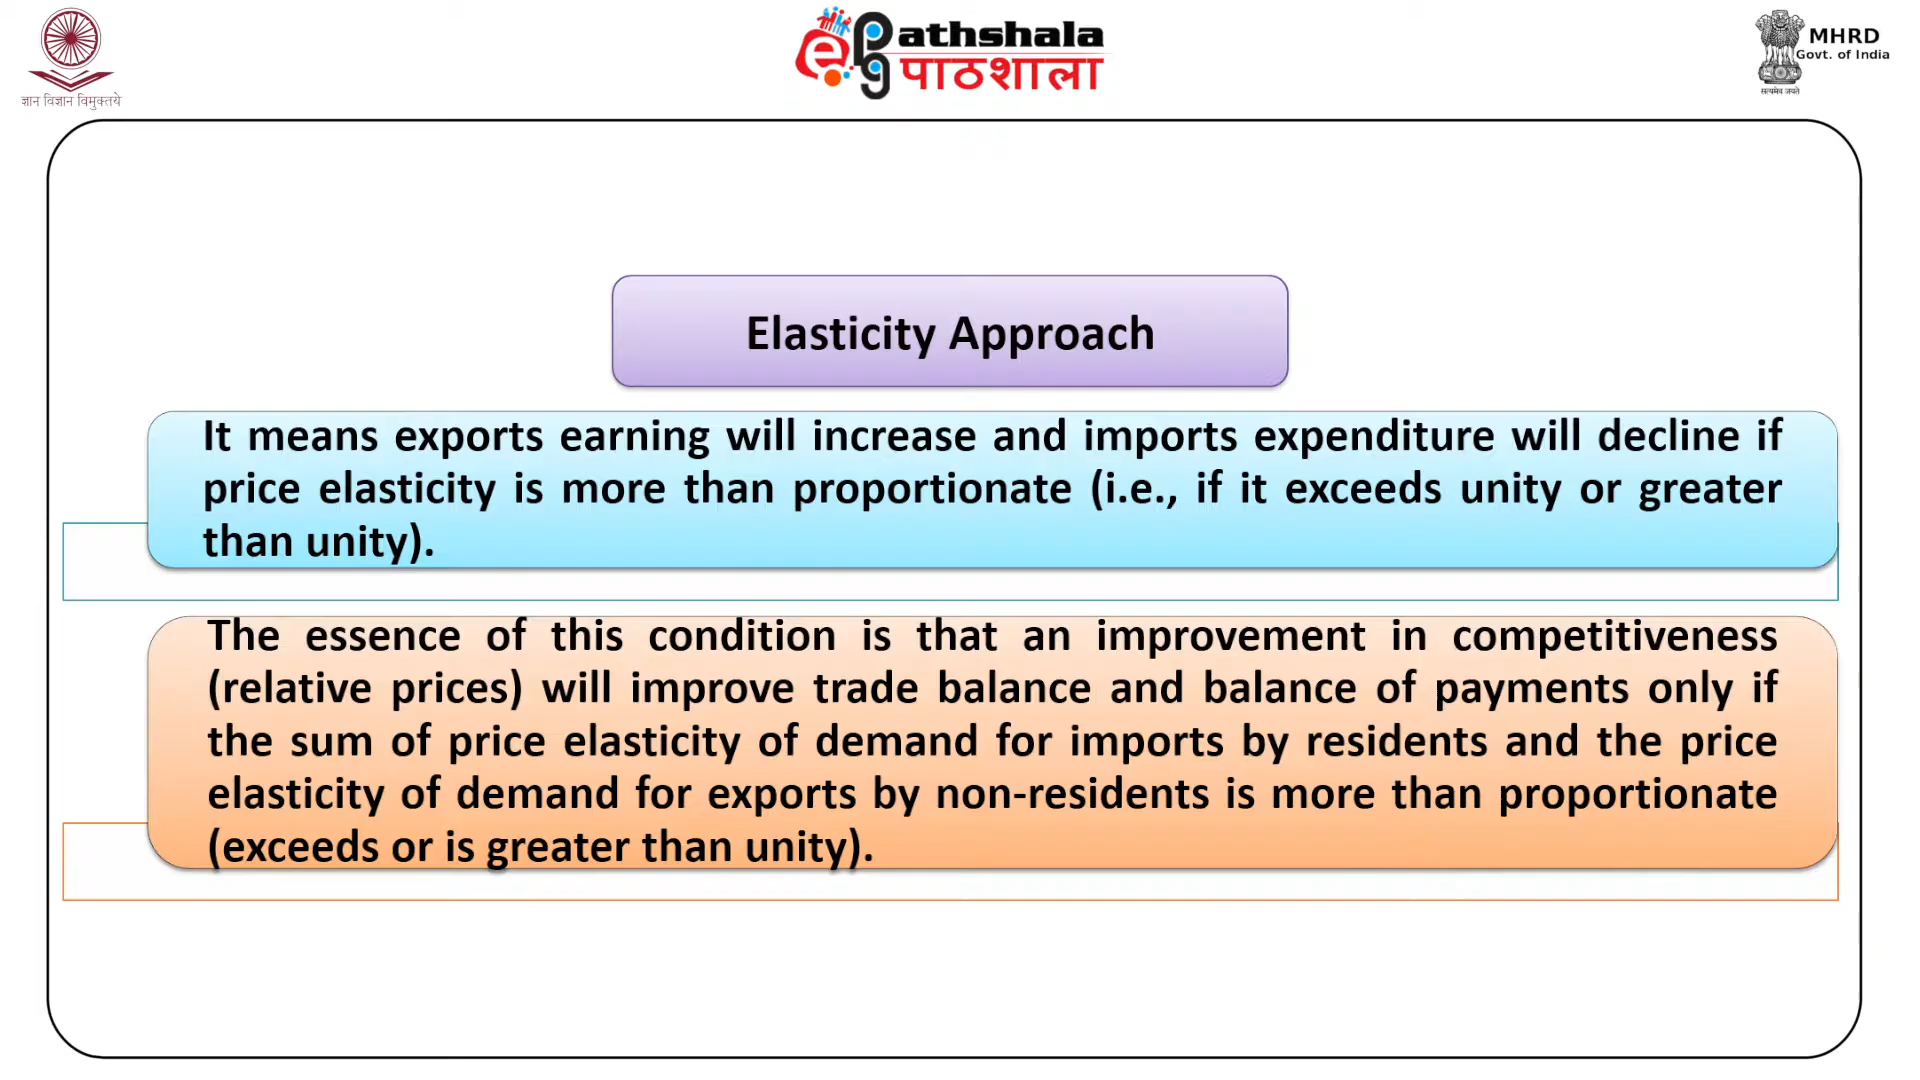 ज्ञान विज्ञान विमुक्तये
e pg athshala
पाठशाला
MHRD
Govt. of India
सत्यमेव जयते
Elasticity Approach
It means exports earning will increase and imports expenditure will decline if
price elasticity is more than proportionate (i.e., if it exceeds unity or greater
than unity).
The essence of this condition is that an improvement in competitiveness
(relative prices) will improve trade balance and balance of payments only if
the sum of price elasticity of demand for imports by residents and the price
elasticity of demand for exports by non-residents is more than proportionate
(exceeds or is greater than unity).